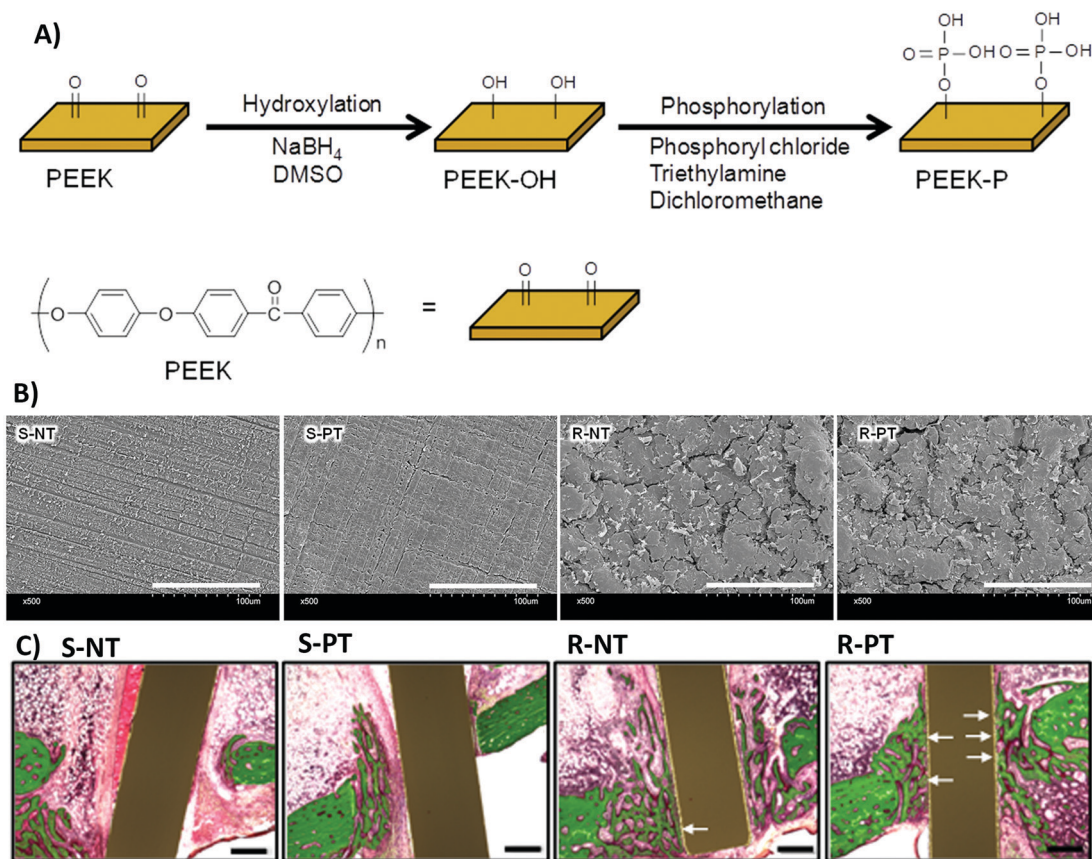 A)
O O
PEEK
Hydroxylation
NaBH4
DMSO
OH OH
PEEK-OH
Phosphorylation
Phosphoryl chloride
Triethylamine
Dichloromethane
OH OH
O=P-OH O=P-OH
O O
PEEK-P
O O C O n
PEEK
=
O O
B)
S-NT
x500 100um
S-PT
x500 100um
R-NT
x500 100um
R-PT
x500 100um
C) S-NT S-PT R-NT R-PT